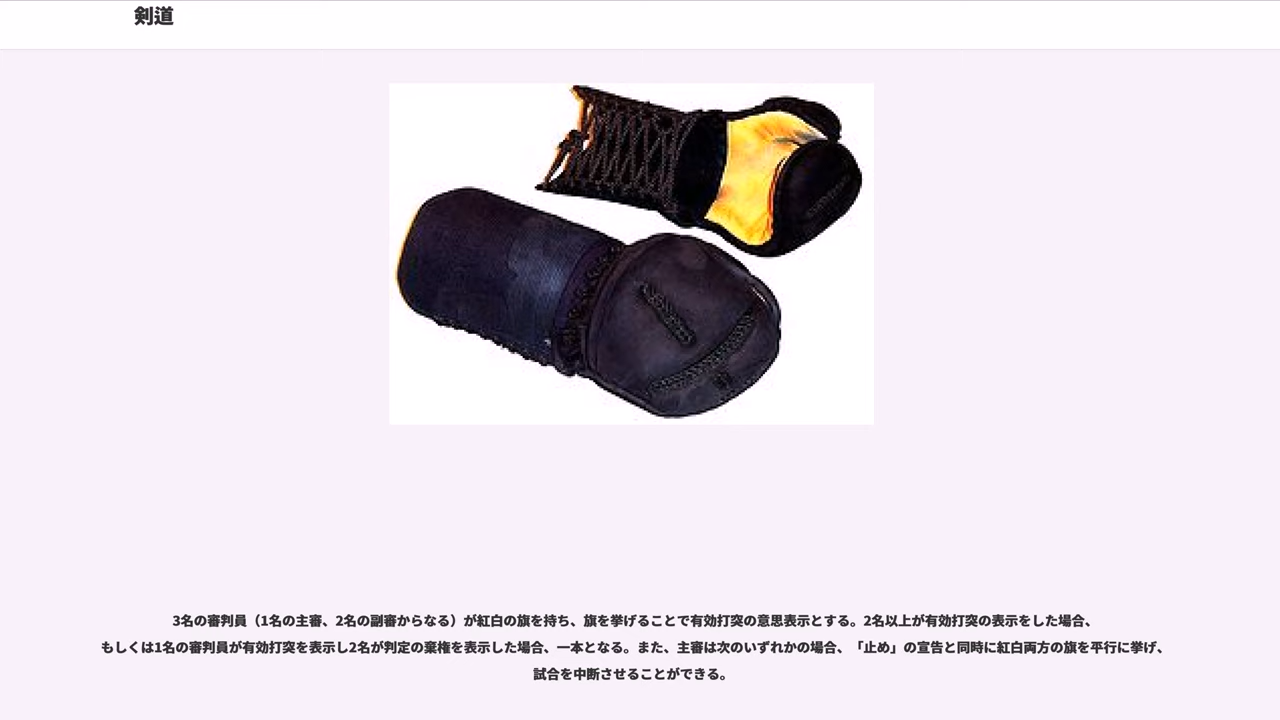 剣道
3名の審判員（1名の主審、2名の副審からなる）が紅白の旗を持ち、旗を挙げることで有効打突の意思表示とする。2名以上が有効打突の表示をした場合、
もしくは1名の審判員が有効打突を表示し2名が判定の棄権を表示した場合、一本となる。また、主審は次のいずれかの場合、「止め」の宣告と同時に紅白両方の旗を平行に挙げ、
試合を中断させることができる。